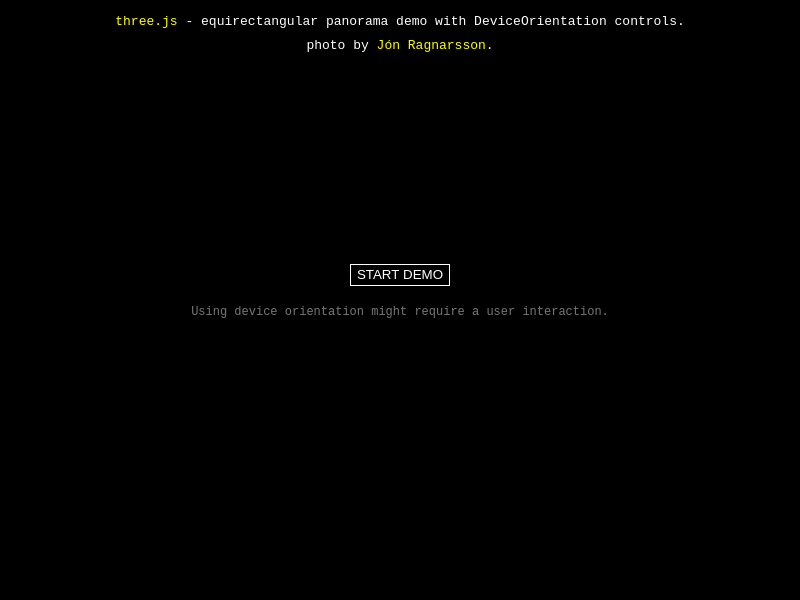 three.js - equirectangular panorama demo with DeviceOrientation controls.
photo by Jón Ragnarsson.
START DEMO
Using device orientation might require a user interaction.